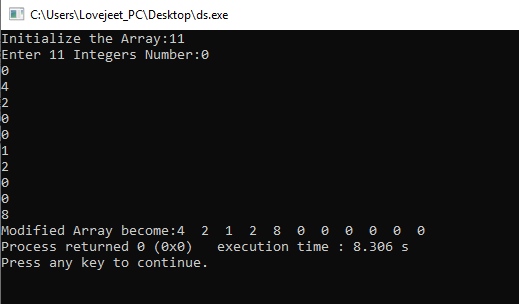 C:\Users\Lovejeet_PC\Desktop\ds.exe
Initialize the Array:11
Enter 11 Integers Number:0
0
4
2
0
0
1
2
0
0
8
Modified Array become:4  2  1  2  8  0  0  0  0  0  0
Process returned 0 (0x0)   execution time : 8.306 s
Press any key to continue.